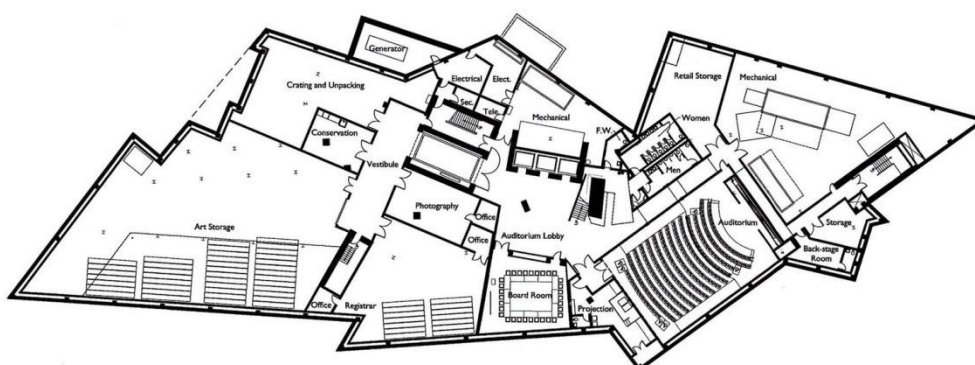 Generator
Retail Storage
Mechanical
Crating and Unpacking
Electrical
Elect.
Sec.
Tele.
Mechanical
Conservation
F.W.
Women
Vestibule
Men
Photography
Office
Auditorium
Storage
Art Storage
Office
Auditorium Lobby
Back-stage
Room
Office
Registrar
Board Room
Projection